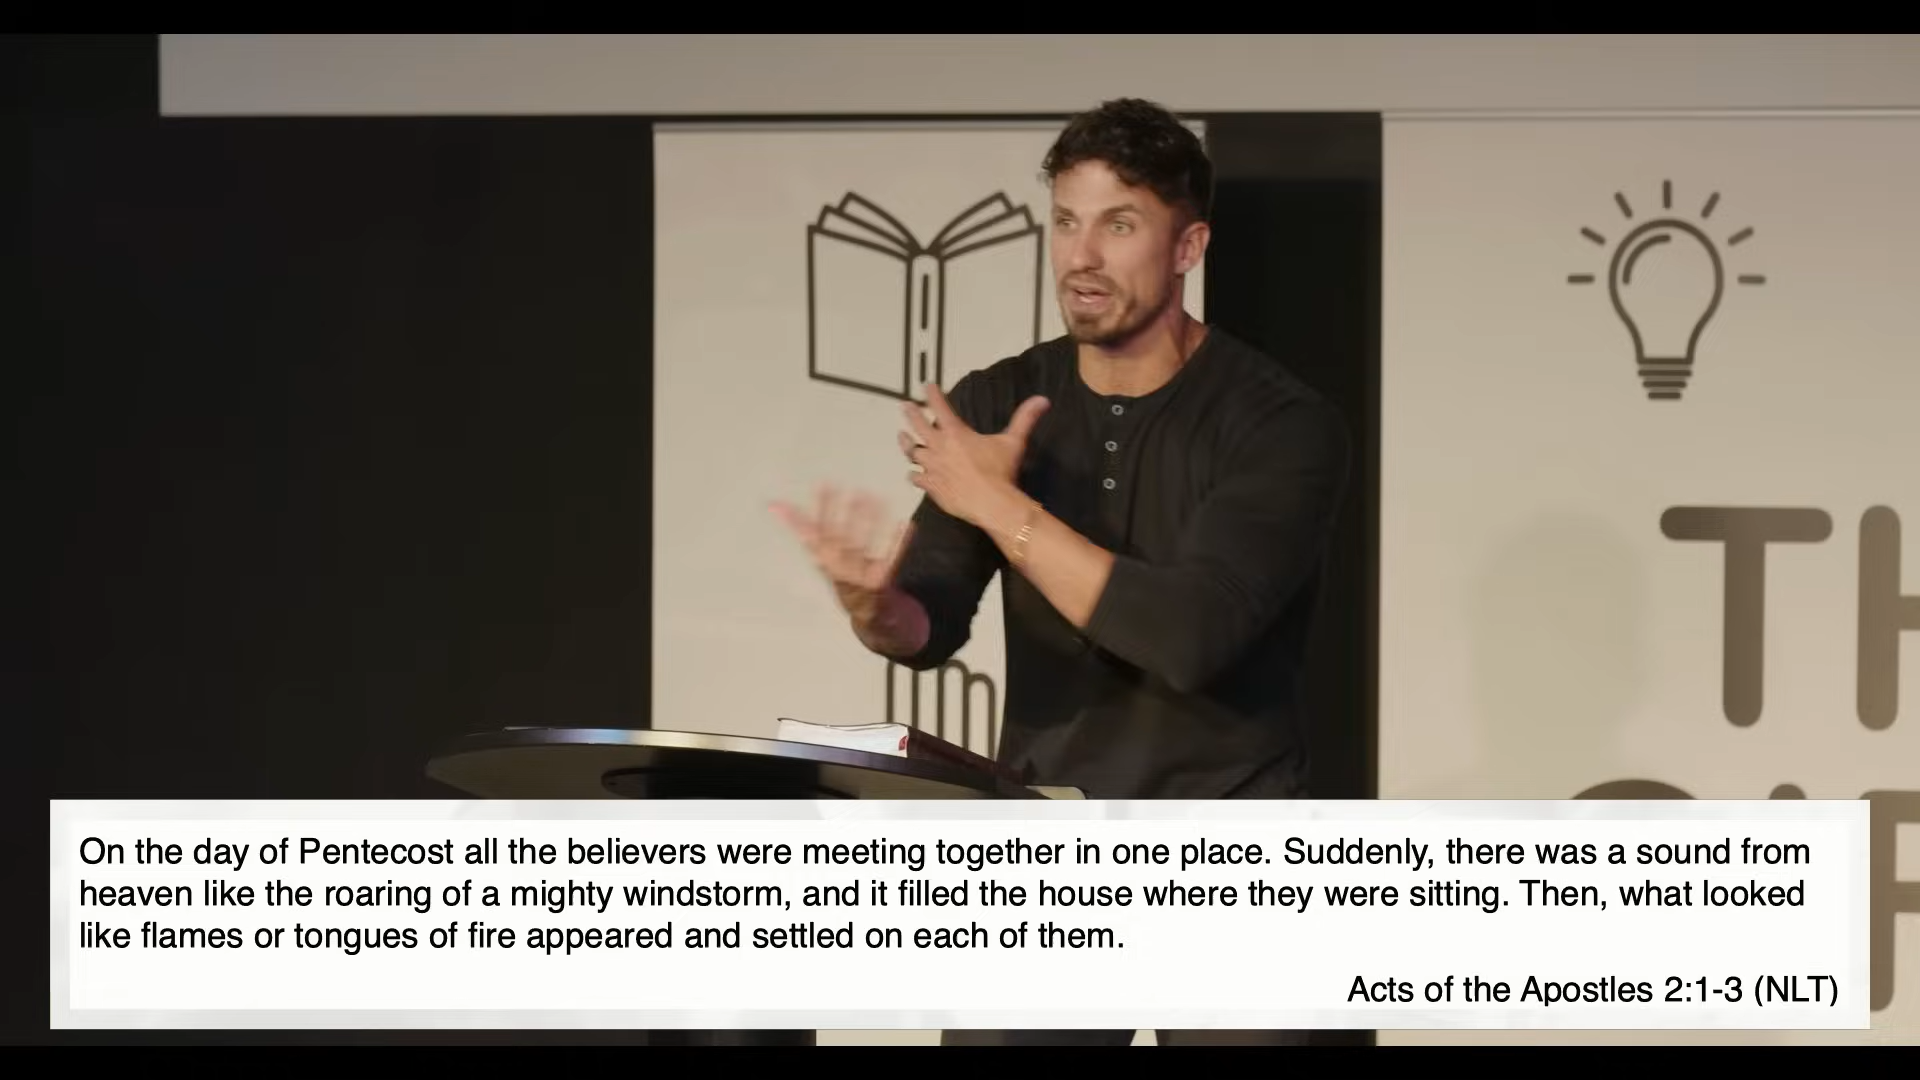 TH
On the day of Pentecost all the believers were meeting together in one place. Suddenly, there was a sound from
heaven like the roaring of a mighty windstorm, and it filled the house where they were sitting. Then, what looked
like flames or tongues of fire appeared and settled on each of them.
Acts of the Apostles 2:1-3 (NLT)